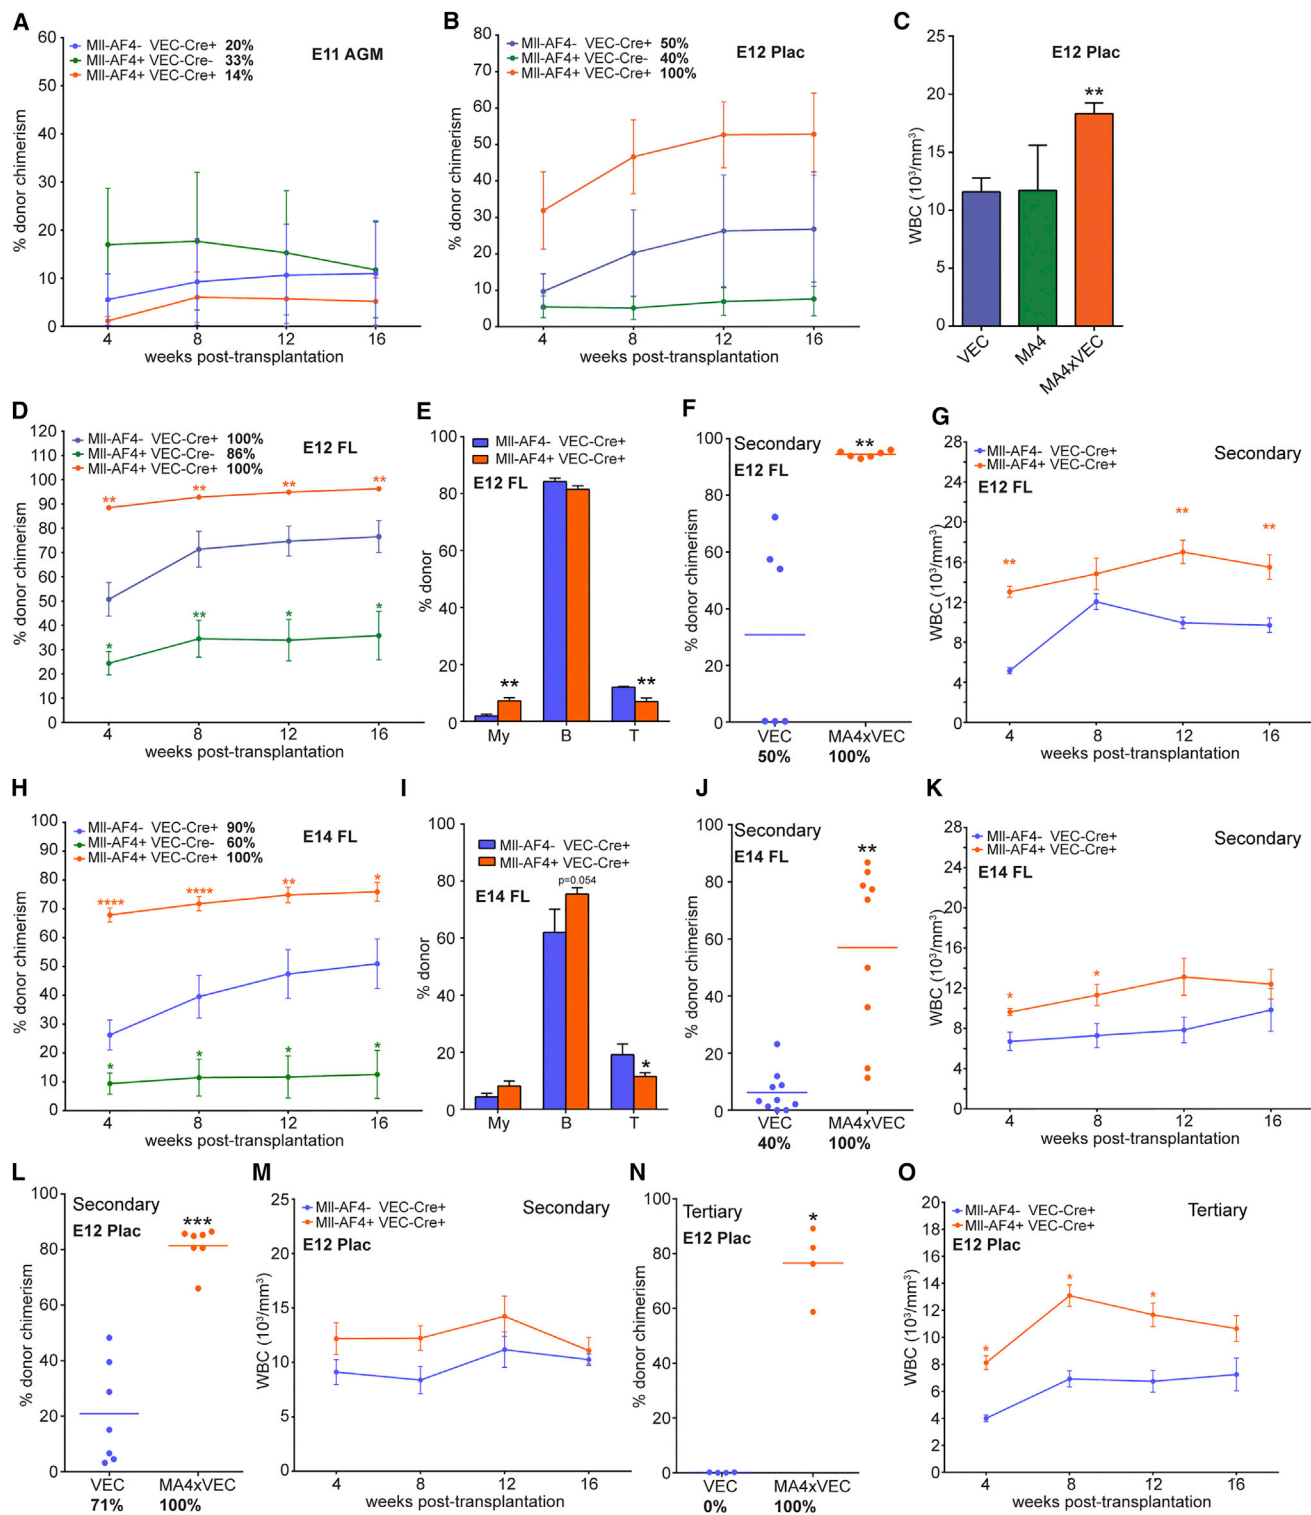 A
60
50
40
30
20
10
0
% donor chimerism
Mll-AF4- VEC-Cre+ 20%
Mll-AF4+ VEC-Cre- 33%
Mll-AF4+ VEC-Cre+ 14%
E11 AGM
4 8 12 16
weeks post-transplantation
B
80
70
60
50
40
30
20
10
0
% donor chimerism
Mll-AF4- VEC-Cre+ 50%
Mll-AF4+ VEC-Cre- 40%
Mll-AF4+ VEC-Cre+ 100%
E12 Plac
4 8 12 16
weeks post-transplantation
C
25
20
15
10
5
0
WBC (10³/mm³)
E12 Plac
**
VEC MA4 MA4xVEC
D
120
110
100
90
80
70
60
50
40
30
20
10
0
% donor chimerism
Mll-AF4- VEC-Cre+ 100%
Mll-AF4+ VEC-Cre- 86%
Mll-AF4+ VEC-Cre+ 100%
E12 FL
** ** ** **
* ** * *
4 8 12 16
weeks post-transplantation
E
100
80
60
40
20
0
% donor
Mll-AF4- VEC-Cre+
Mll-AF4+ VEC-Cre+
E12 FL
** **
My B T
F
100
80
60
40
20
0
% donor chimerism
Secondary
E12 FL
**
VEC MA4xVEC
50% 100%
G
28
24
20
16
12
8
4
0
WBC (10³/mm³)
Mll-AF4- VEC-Cre+
Mll-AF4+ VEC-Cre+
E12 FL
Secondary
** ** **
4 8 12 16
weeks post-transplantation
H
100
90
80
70
60
50
40
30
20
10
0
% donor chimerism
Mll-AF4- VEC-Cre+ 90%
Mll-AF4+ VEC-Cre- 60%
Mll-AF4+ VEC-Cre+ 100%
E14 FL
**** **** ** *
* * * *
4 8 12 16
weeks post-transplantation
I
100
80
60
40
20
0
% donor
Mll-AF4- VEC-Cre+
Mll-AF4+ VEC-Cre+
E14 FL
p=0.054
*
My B T
J
100
80
60
40
20
0
% donor chimerism
Secondary
E14 FL
**
VEC MA4xVEC
40% 100%
K
28
24
20
16
12
8
4
0
WBC (10³/mm³)
Mll-AF4- VEC-Cre+
Mll-AF4+ VEC-Cre+
E14 FL
Secondary
* *
4 8 12 16
weeks post-transplantation
L
100
80
60
40
20
0
% donor chimerism
Secondary
E12 Plac
***
VEC MA4xVEC
71% 100%
M
25
20
15
10
5
0
WBC (10³/mm³)
Mll-AF4- VEC-Cre+
Mll-AF4+ VEC-Cre+
E12 Plac
Secondary
4 8 12 16
weeks post-transplantation
N
100
80
60
40
20
0
% donor chimerism
Tertiary
E12 Plac
*
VEC MA4xVEC
0% 100%
O
20
18
16
14
12
10
8
6
4
2
0
WBC (10³/mm³)
Mll-AF4- VEC-Cre+
Mll-AF4+ VEC-Cre+
E12 Plac
Tertiary
* * *
4 8 12 16
weeks post-transplantation